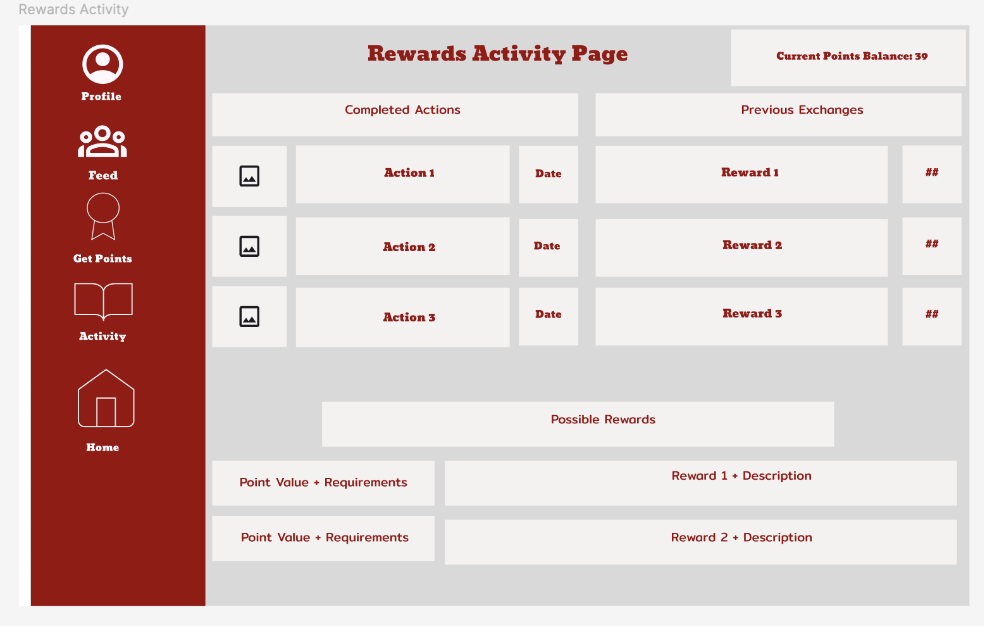 Rewards Activity
Profile
Feed
Get Points
Activity
Home
Rewards Activity Page
Current Points Balance: 39
Completed Actions
Previous Exchanges
Action 1
Date
Reward 1
##
Action 2
Date
Reward 2
##
Action 3
Date
Reward 3
##
Possible Rewards
Point Value + Requirements
Reward 1 + Description
Point Value + Requirements
Reward 2 + Description